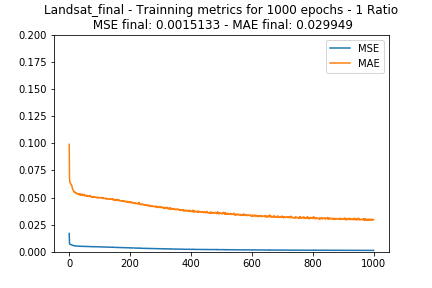 Landsat_final - Trainning metrics for 1000 epochs - 1 Ratio
MSE final: 0.0015133 - MAE final: 0.029949
0.200
0.175
0.150
0.125
0.100
0.075
0.050
0.025
0.000
MSE
MAE
0 200 400 600 800 1000